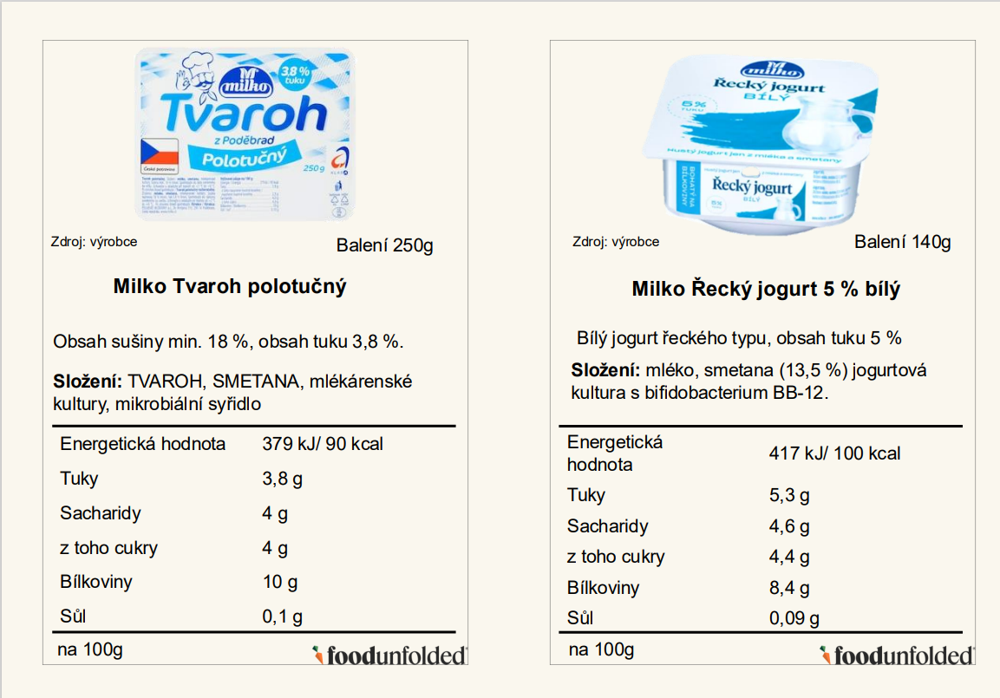 milko
3,8 %
tuku
Tvaroh
z Poděbrad
Polotučný
250 g
Zdroj: výrobce
Balení 250g
Milko Tvaroh polotučný
Obsah sušiny min. 18 %, obsah tuku 3,8 %.
Složení: TVAROH, SMETANA, mlékárenské
kultury, mikrobiální syřidlo
Energetická hodnota 379 kJ/ 90 kcal
Tuky 3,8 g
Sacharidy 4 g
z toho cukry 4 g
Bílkoviny 10 g
Sůl 0,1 g
na 100g
foodunfolded
milko
Řecký jogurt
BÍLÝ
5%
TUKU
Hustý jogurt jen z mléka a smetany
BOHATÝ NA
BÍLKOVINY
Řecký jogurt
BÍLÝ
Zdroj: výrobce
Balení 140g
Milko Řecký jogurt 5 % bílý
Bílý jogurt řeckého typu, obsah tuku 5 %
Složení: mléko, smetana (13,5 %) jogurtová
kultura s bifidobacterium BB-12.
Energetická
hodnota 417 kJ/ 100 kcal
Tuky 5,3 g
Sacharidy 4,6 g
z toho cukry 4,4 g
Bílkoviny 8,4 g
Sůl 0,09 g
na 100g
foodunfolded